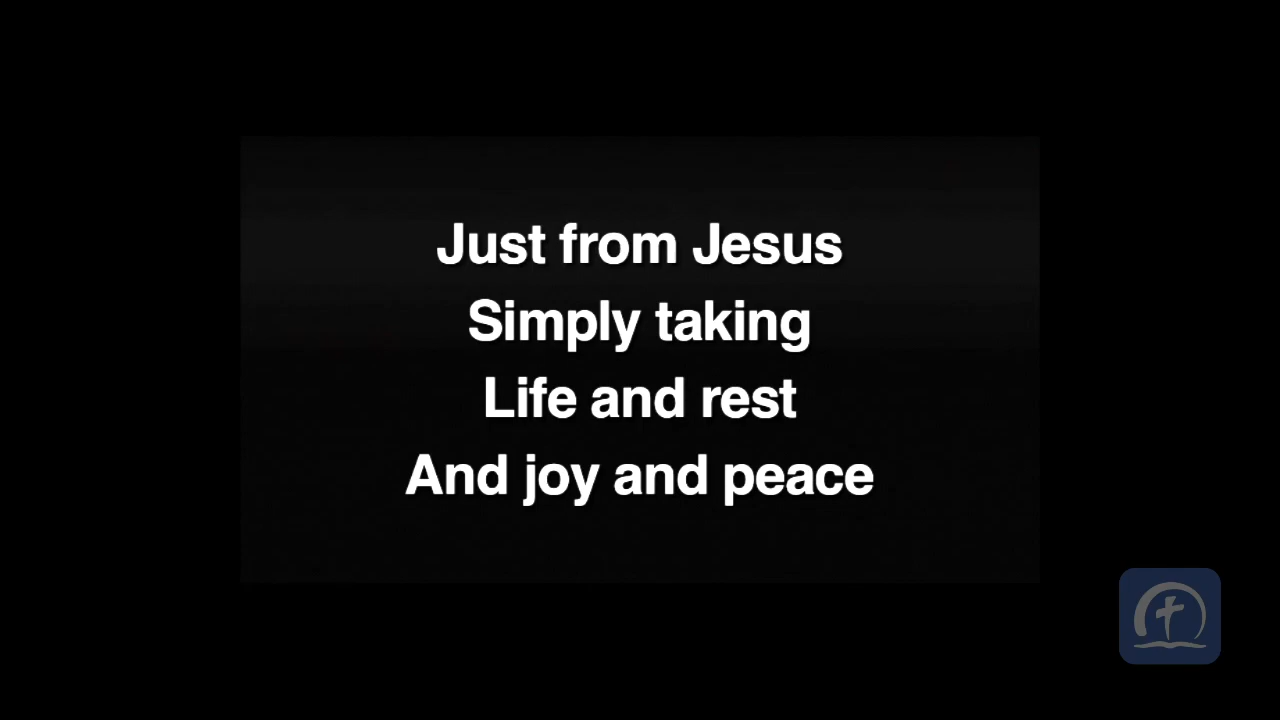 Just from Jesus
Simply taking
Life and rest
And joy and peace